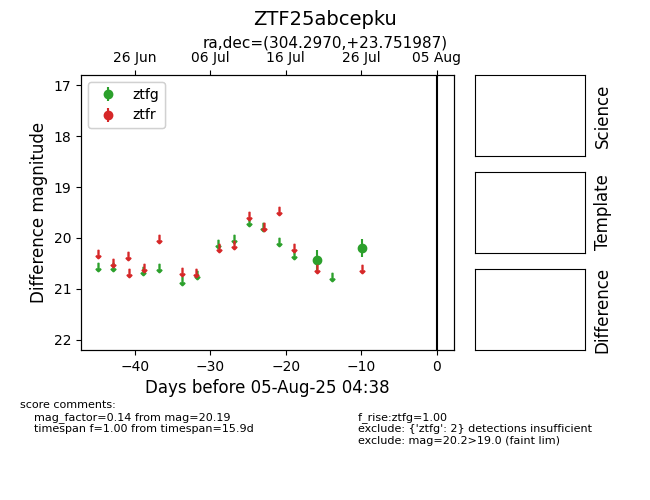 ZTF25abcepku
ra,dec=(304.2970,+23.751987)
26 Jun
06 Jul
16 Jul
26 Jul
05 Aug
17
18
19
20
21
22
Difference magnitude
ztfg
ztfr
−40
−30
−20
−10
0
Days before 05-Aug-25 04:38
Science
Template
Difference
score comments:
mag_factor=0.14 from mag=20.19
timespan f=1.00 from timespan=15.9d
f_rise:ztfg=1.00
exclude: {'ztfg': 2} detections insufficient
exclude: mag=20.2>19.0 (faint lim)